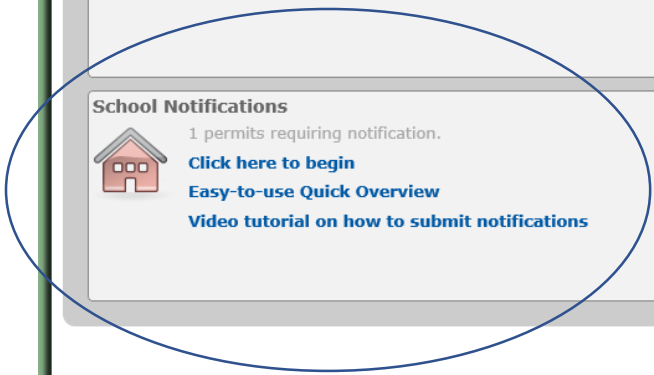 School Notifications
1 permits requiring notification.
Click here to begin
Easy-to-use Quick Overview
Video tutorial on how to submit notifications